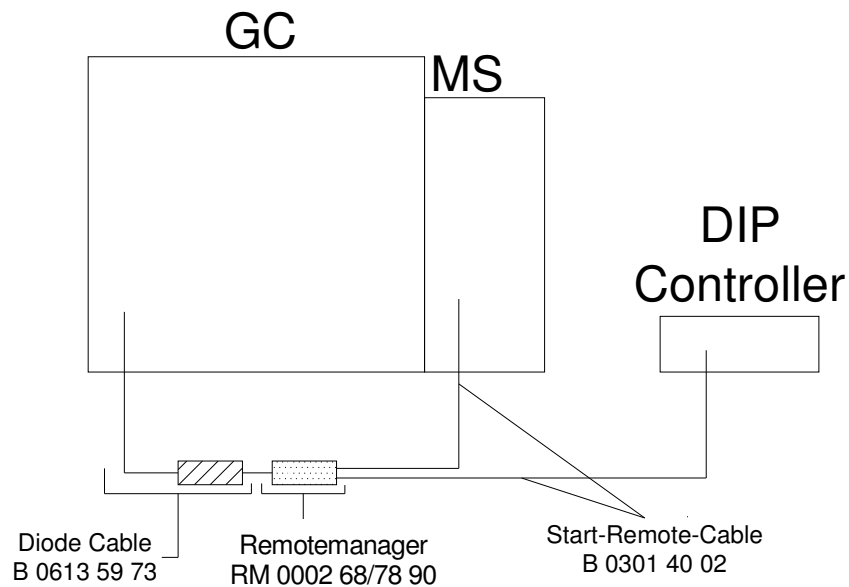 GC
MS
DIP
Controller
Diode Cable
B 0613 59 73
Remotemanager
RM 0002 68/78 90
Start-Remote-Cable
B 0301 40 02